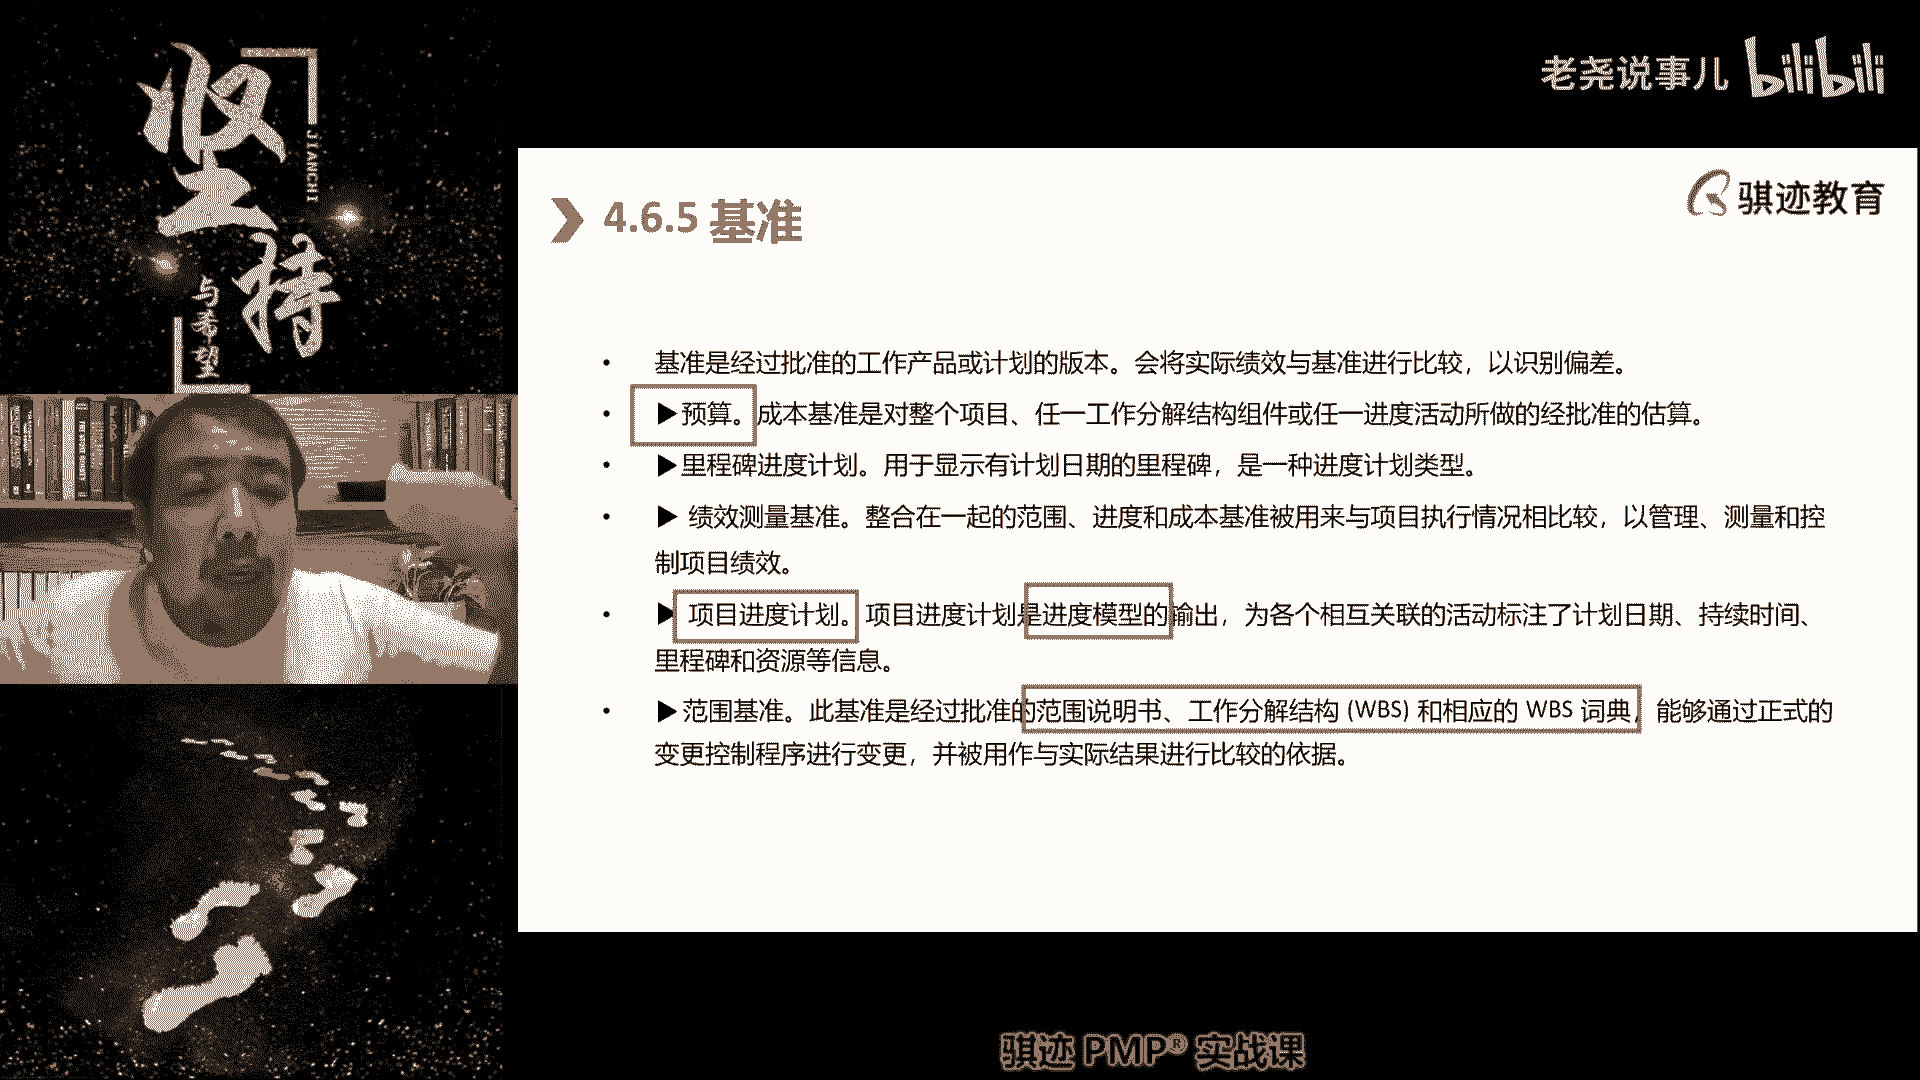 坚持
JIANCHI
与希望
老尧说事儿 bilibili
骐迹教育
4.6.5 基准
• 基准是经过批准的工作产品或计划的版本。会将实际绩效与基准进行比较，以识别偏差。
• ▶预算。成本基准是对整个项目、任一工作分解结构组件或任一进度活动所做的经批准的估算。
• ▶里程碑进度计划。用于显示有计划日期的里程碑，是一种进度计划类型。
• ▶ 绩效测量基准。整合在一起的范围、进度和成本基准被用来与项目执行情况相比较，以管理、测量和控
制项目绩效。
• ▶ 项目进度计划。项目进度计划是进度模型的输出，为各个相互关联的活动标注了计划日期、持续时间、
里程碑和资源等信息。
• ▶范围基准。此基准是经过批准的范围说明书、工作分解结构 (WBS) 和相应的 WBS 词典，能够通过正式的
变更控制程序进行变更，并被用作与实际结果进行比较的依据。
骐迹 PMP® 实战课